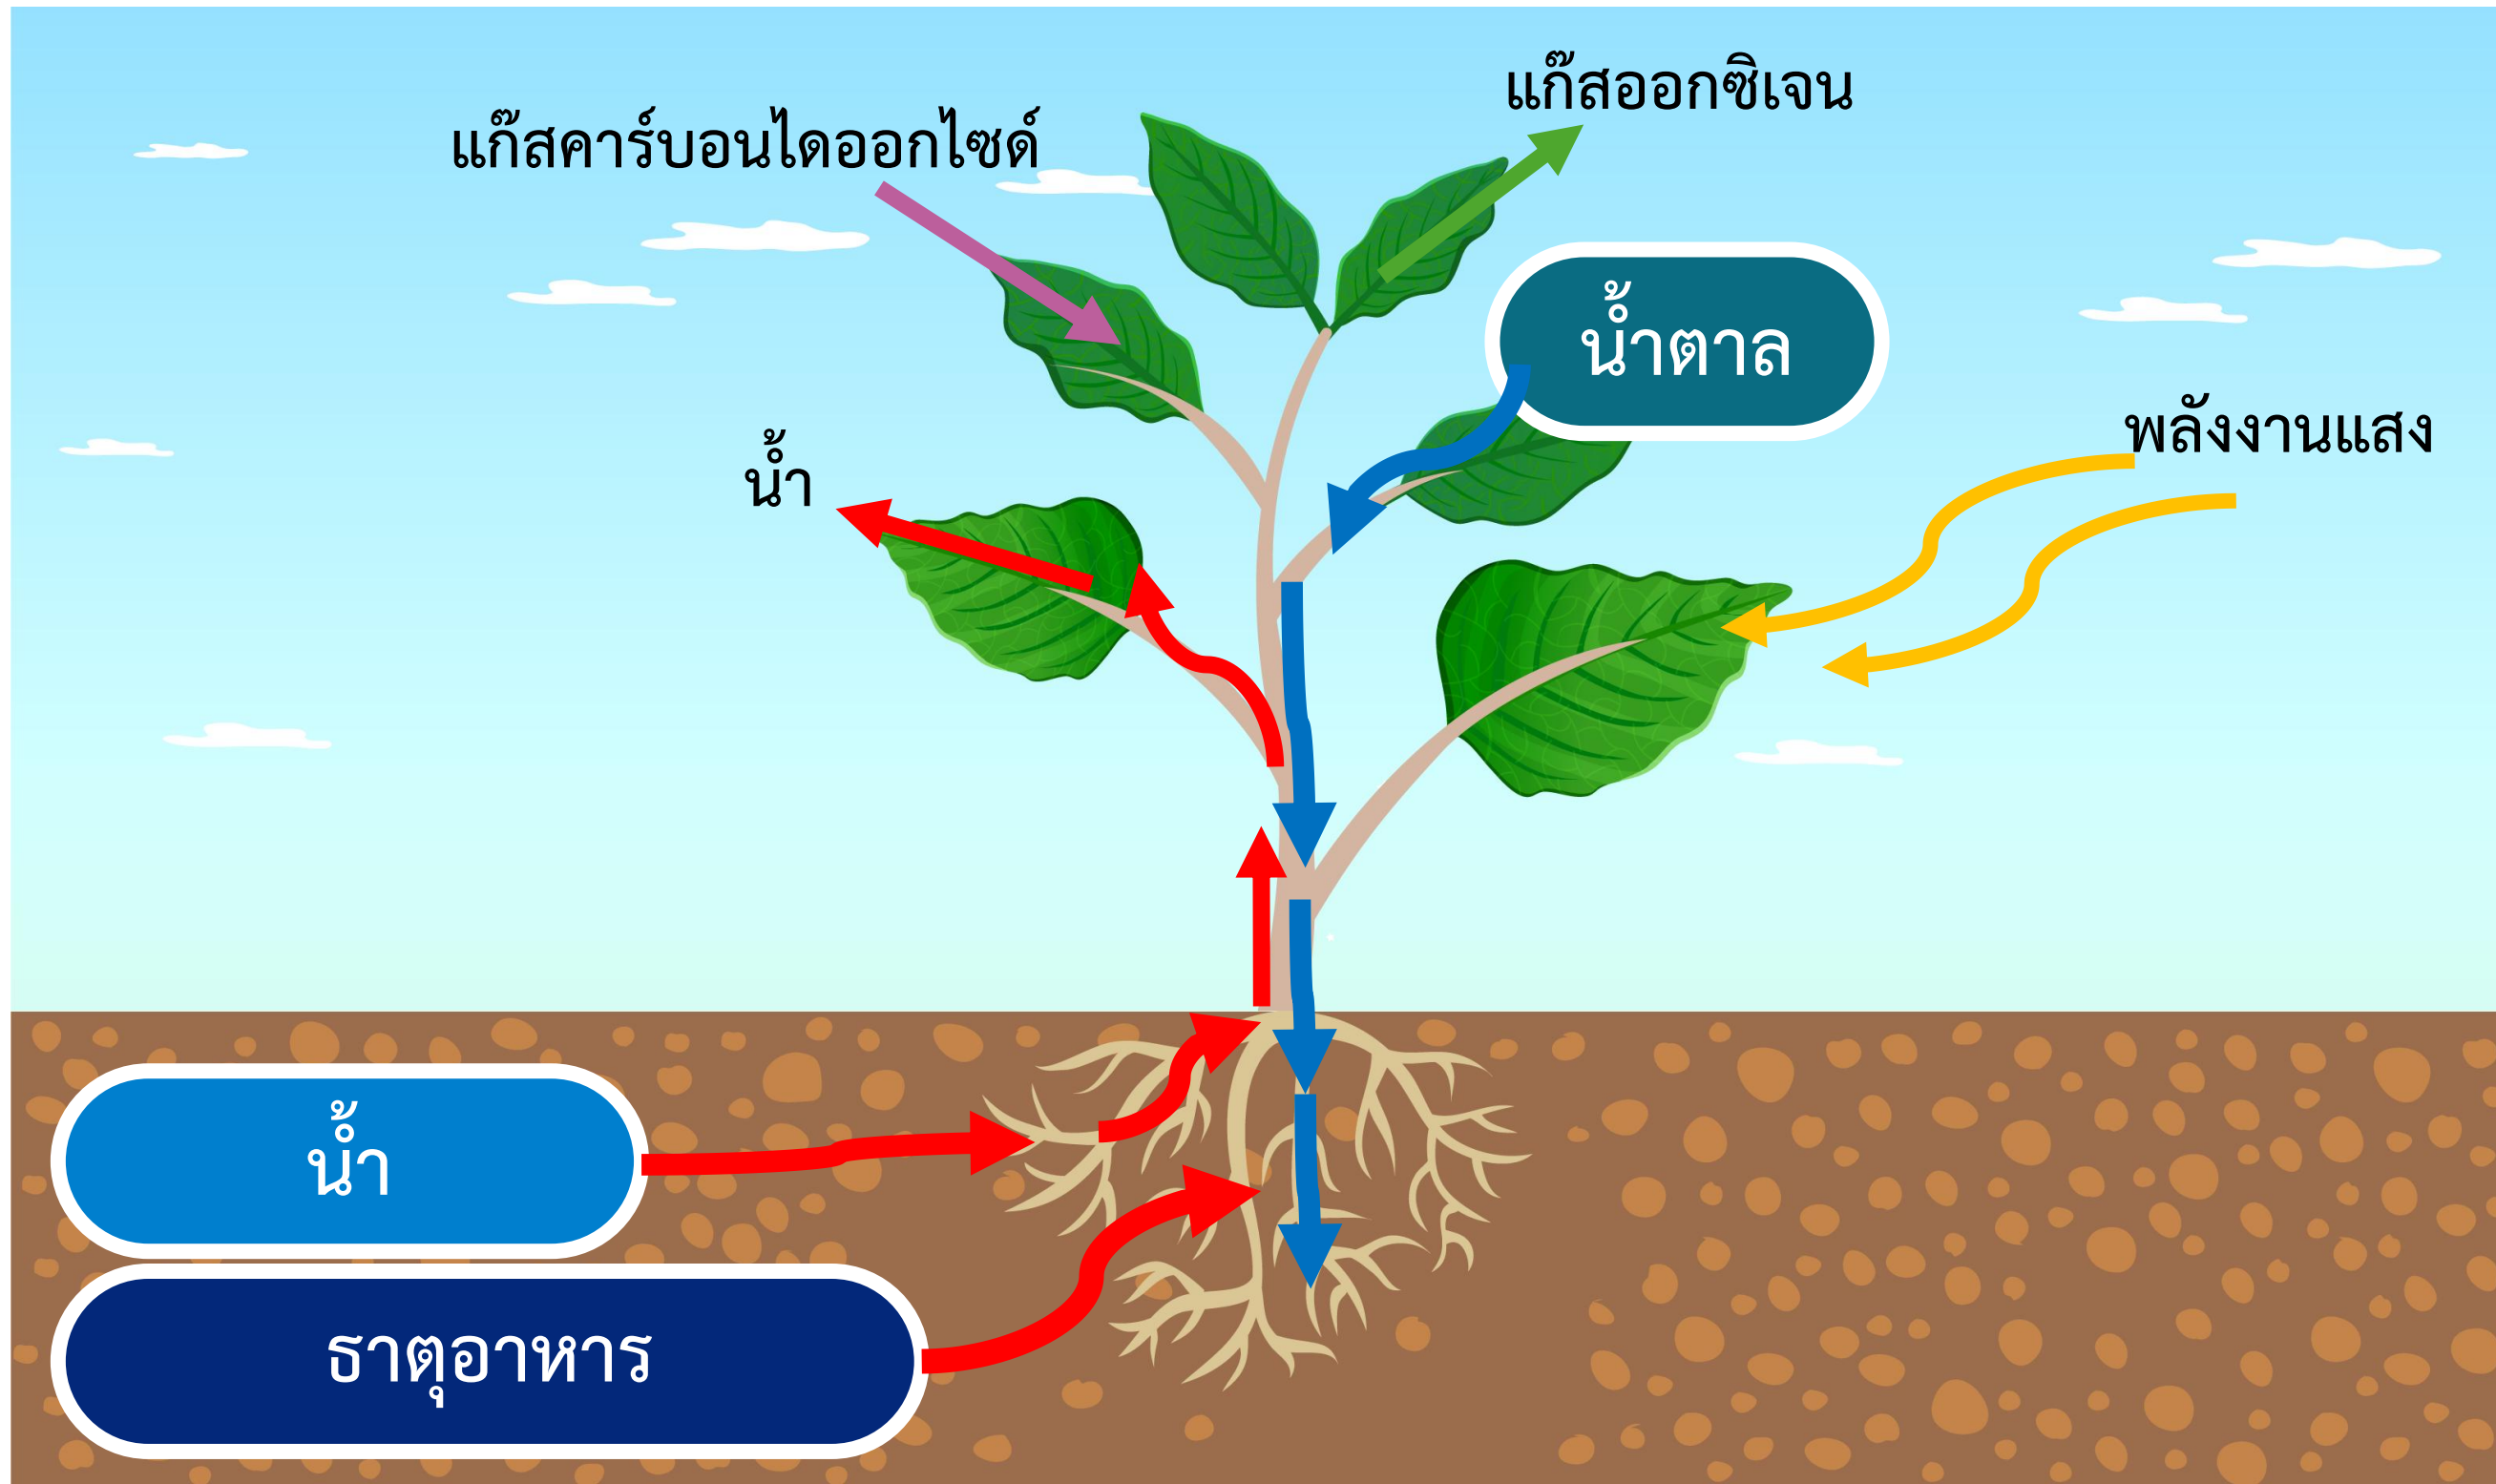 แก๊สออกซิเจน
แก๊สคาร์บอนไดออกไซด์
น้ำตาล
พลังงานแสง
น้ำ
น้ำ
ธาตุอาหาร